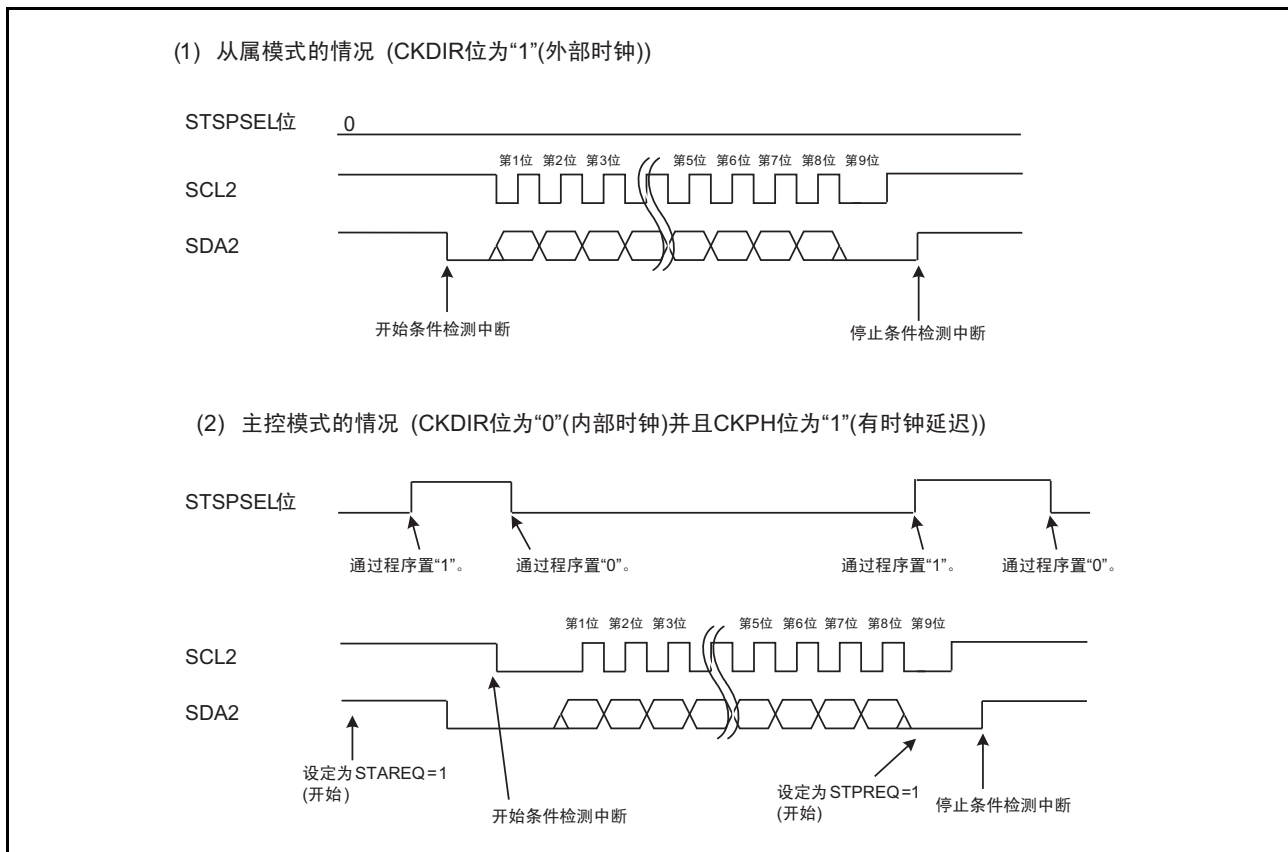 (1) 从属模式的情况 (CKDIR位为“1”(外部时钟))
STSPSEL位
0
第1位 第2位 第3位 第5位 第6位 第7位 第8位 第9位
SCL2
SDA2
开始条件检测中断
停止条件检测中断
(2) 主控模式的情况 (CKDIR位为“0”(内部时钟)并且CKPH位为“1”(有时钟延迟))
STSPSEL位
通过程序置“1”。 通过程序置“0”。 通过程序置“1”。 通过程序置“0”。
第1位 第2位 第3位 第5位 第6位 第7位 第8位 第9位
SCL2
SDA2
设定为STAREQ=1
(开始)
开始条件检测中断
设定为STPREQ=1
(开始)
停止条件检测中断